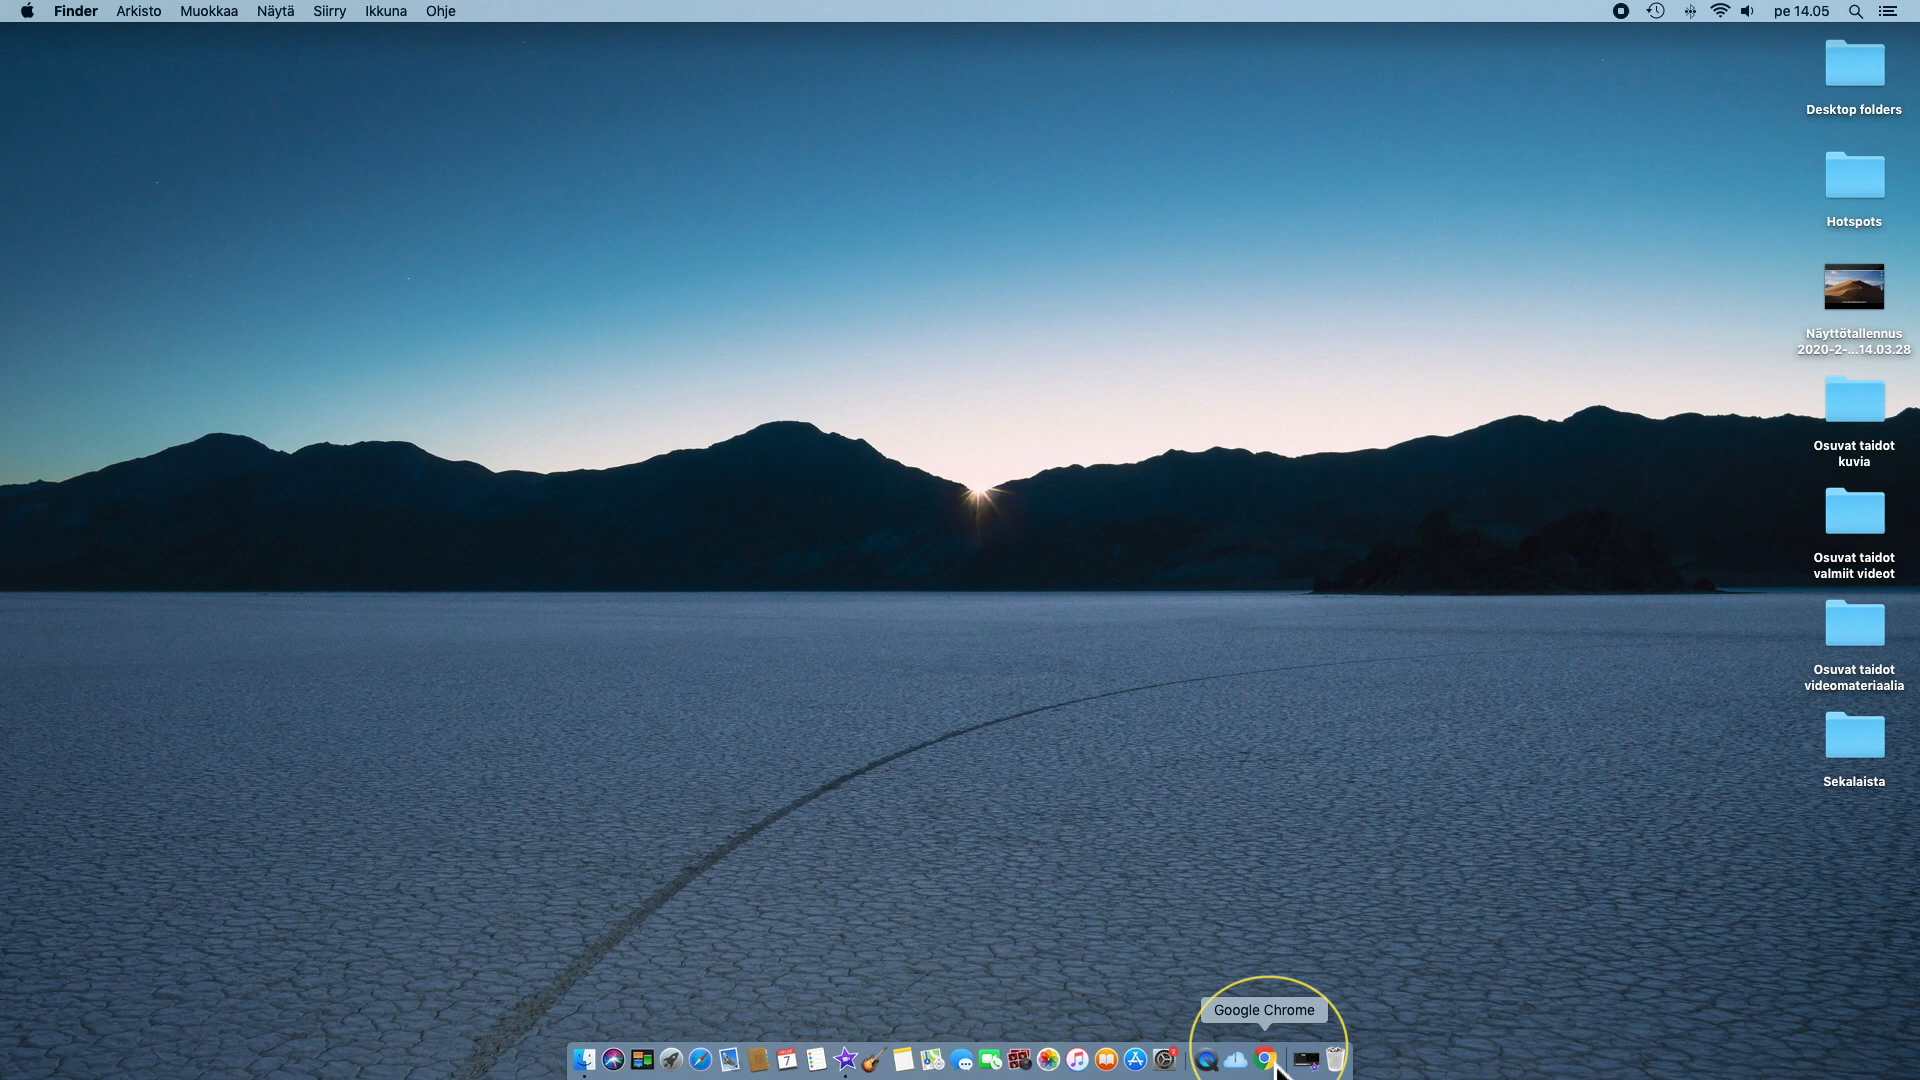 Finder Arkisto Muokkaa Näytä Siirry Ikkuna Ohje
pe 14.05
Desktop folders
Hotspots
Näyttötallennus
2020-2-...14.03.28
Osuvat taidot
kuvia
Osuvat taidot
valmiit videot
Osuvat taidot
videomateriaalia
Sekalaista
Google Chrome
7